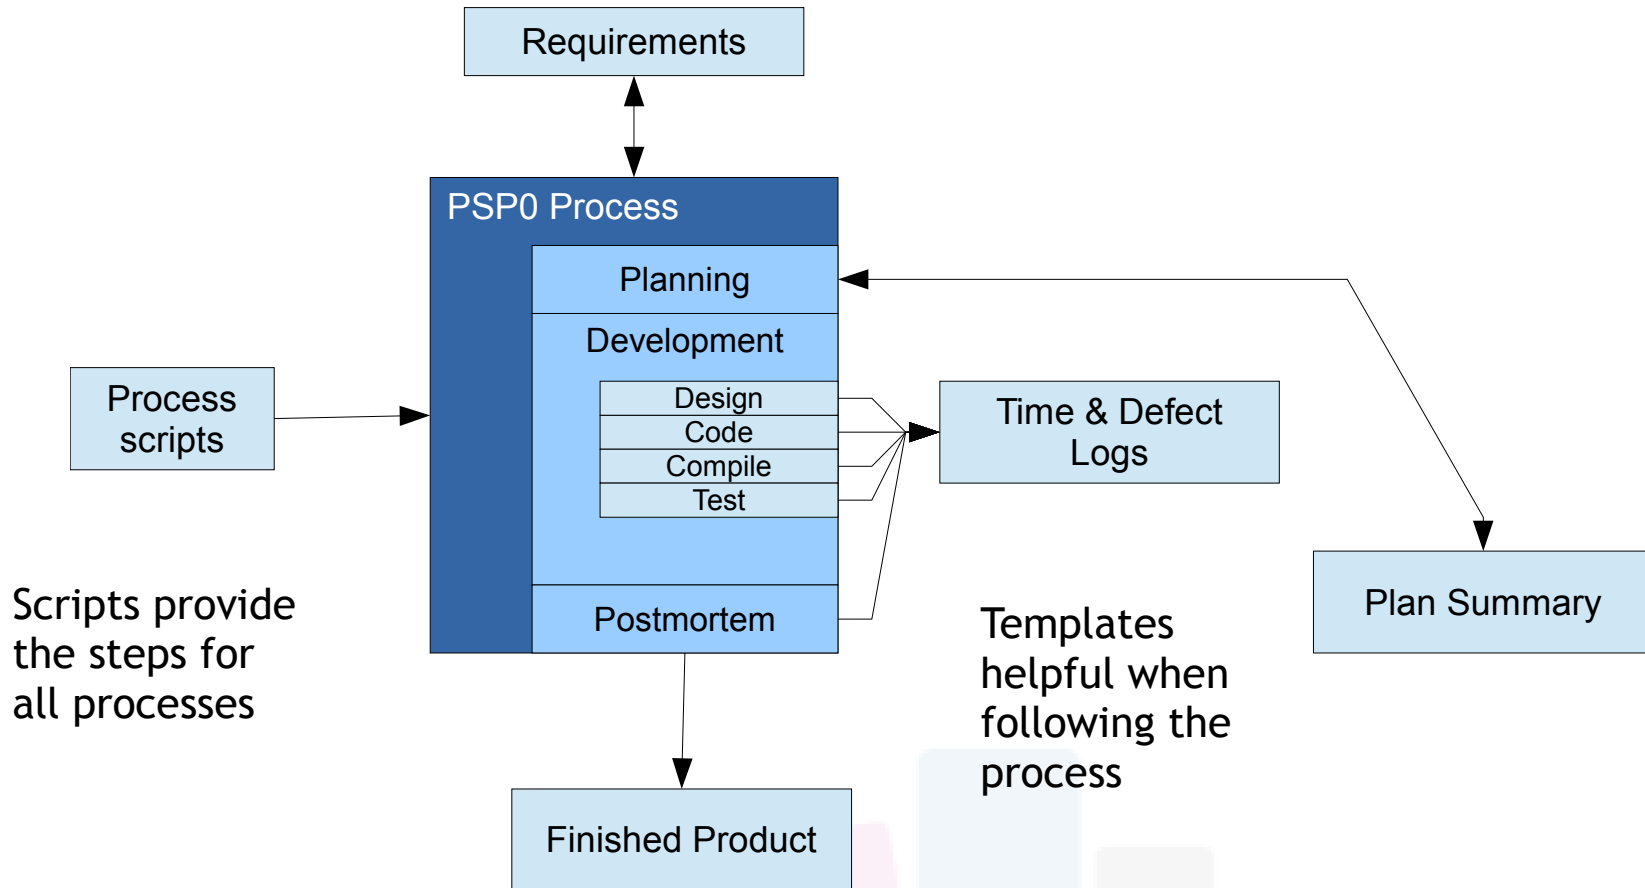 Requirements
PSP0 Process
Planning
Development
Design
Code
Compile
Test
Postmortem
Process
scripts
Time & Defect
Logs
Plan Summary
Scripts provide
the steps for
all processes
Templates
helpful when
following the
process
Finished Product